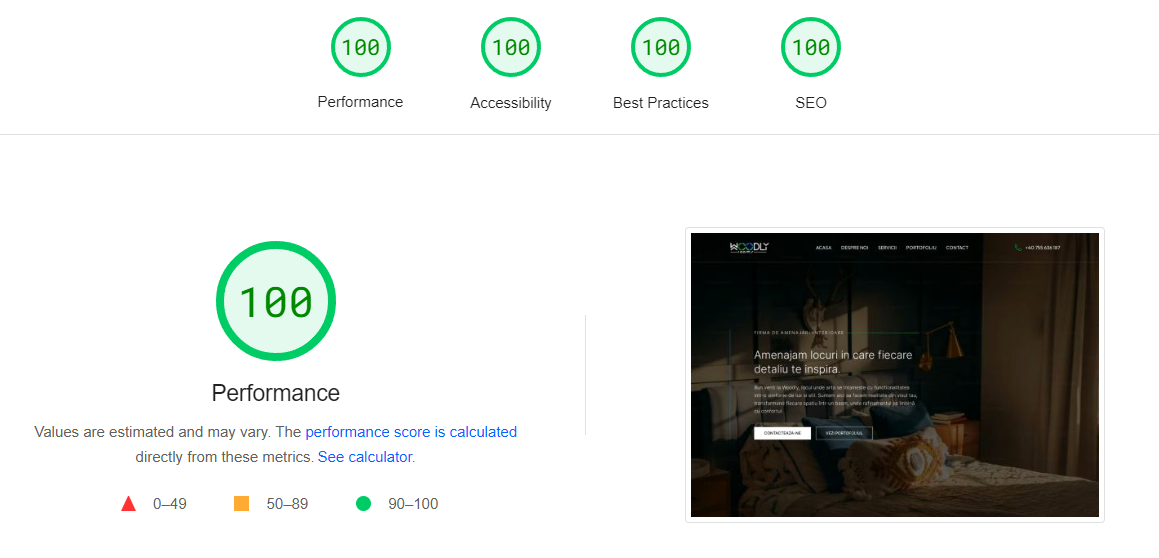 100
100
100
100
Performance
Accessibility
Best Practices
SEO
100
Performance
Values are estimated and may vary. The performance score is calculated
directly from these metrics. See calculator.
0–49
50–89
90–100
WOODLY
ACASA
DESPRE NOI
SERVICII
PORTOFOLIU
CONTACT
+40 755 636 187
FIRMA DE AMENAJARI INTERIOARE
Amenajam locuri in care fiecare
detaliu te inspira.
CONTACTEAZA-NE
VEZI PORTOFOLIUL